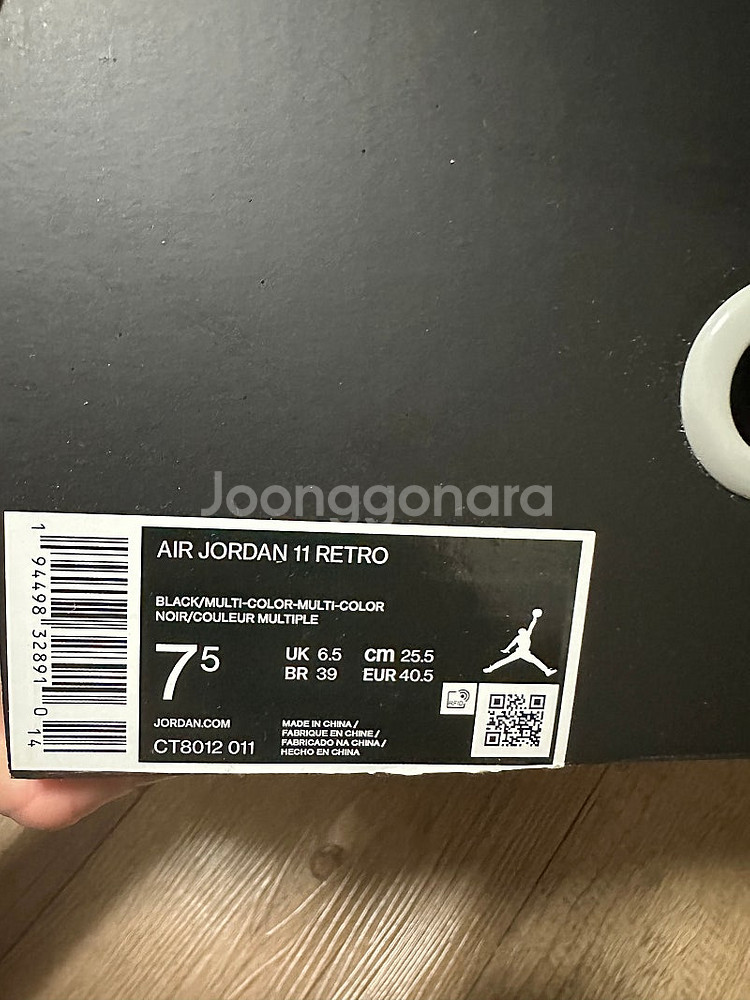 Joonggonara
1 94498 32891 0 14
AIR JORDAN 11 RETRO
BLACK/MULTI-COLOR-MULTI-COLOR
NOIR/COULEUR MULTIPLE
7 5
UK 6.5 cm 25.5
BR 39 EUR 40.5
RFID
JORDAN.COM
CT8012 011
MADE IN CHINA /
FABRIQUE EN CHINE /
FABRICADO NA CHINA /
HECHO EN CHINA